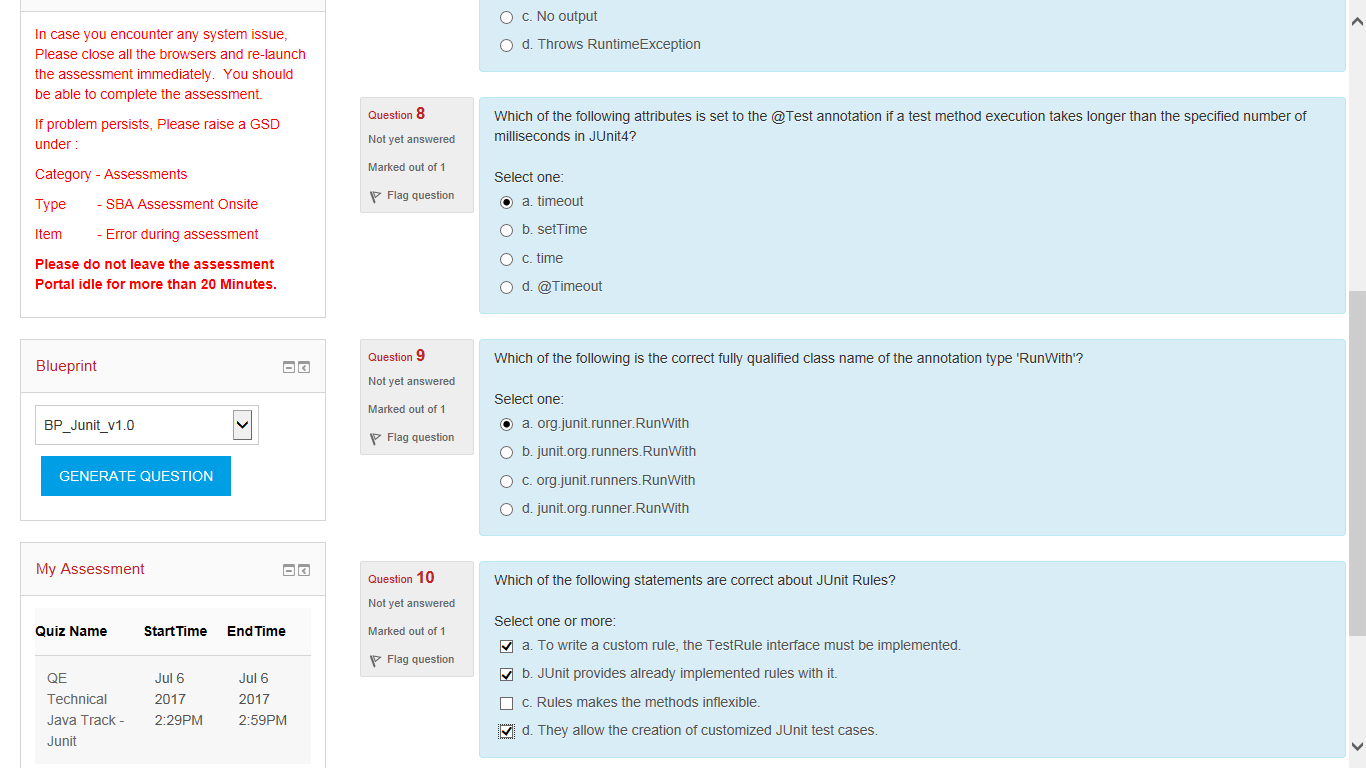 In case you encounter any system issue,
Please close all the browsers and re-launch
the assessment immediately.  You should
be able to complete the assessment.
If problem persists, Please raise a GSD
under :
Category - Assessments
Type - SBA Assessment Onsite
Item - Error during assessment
Please do not leave the assessment
Portal idle for more than 20 Minutes.
Blueprint
BP_Junit_v1.0
GENERATE QUESTION
My Assessment
Quiz Name StartTime EndTime
QE Jul 6 Jul 6
Technical 2017 2017
Java Track - 2:29PM 2:59PM
Junit
c. No output
d. Throws RuntimeException
Question 8
Not yet answered
Marked out of 1
Flag question
Which of the following attributes is set to the @Test annotation if a test method execution takes longer than the specified number of
milliseconds in JUnit4?
Select one:
a. timeout
b. setTime
c. time
d. @Timeout
Question 9
Not yet answered
Marked out of 1
Flag question
Which of the following is the correct fully qualified class name of the annotation type 'RunWith'?
Select one:
a. org.junit.runner.RunWith
b. junit.org.runners.RunWith
c. org.junit.runners.RunWith
d. junit.org.runner.RunWith
Question 10
Not yet answered
Marked out of 1
Flag question
Which of the following statements are correct about JUnit Rules?
Select one or more:
a. To write a custom rule, the TestRule interface must be implemented.
b. JUnit provides already implemented rules with it.
c. Rules makes the methods inflexible.
d. They allow the creation of customized JUnit test cases.